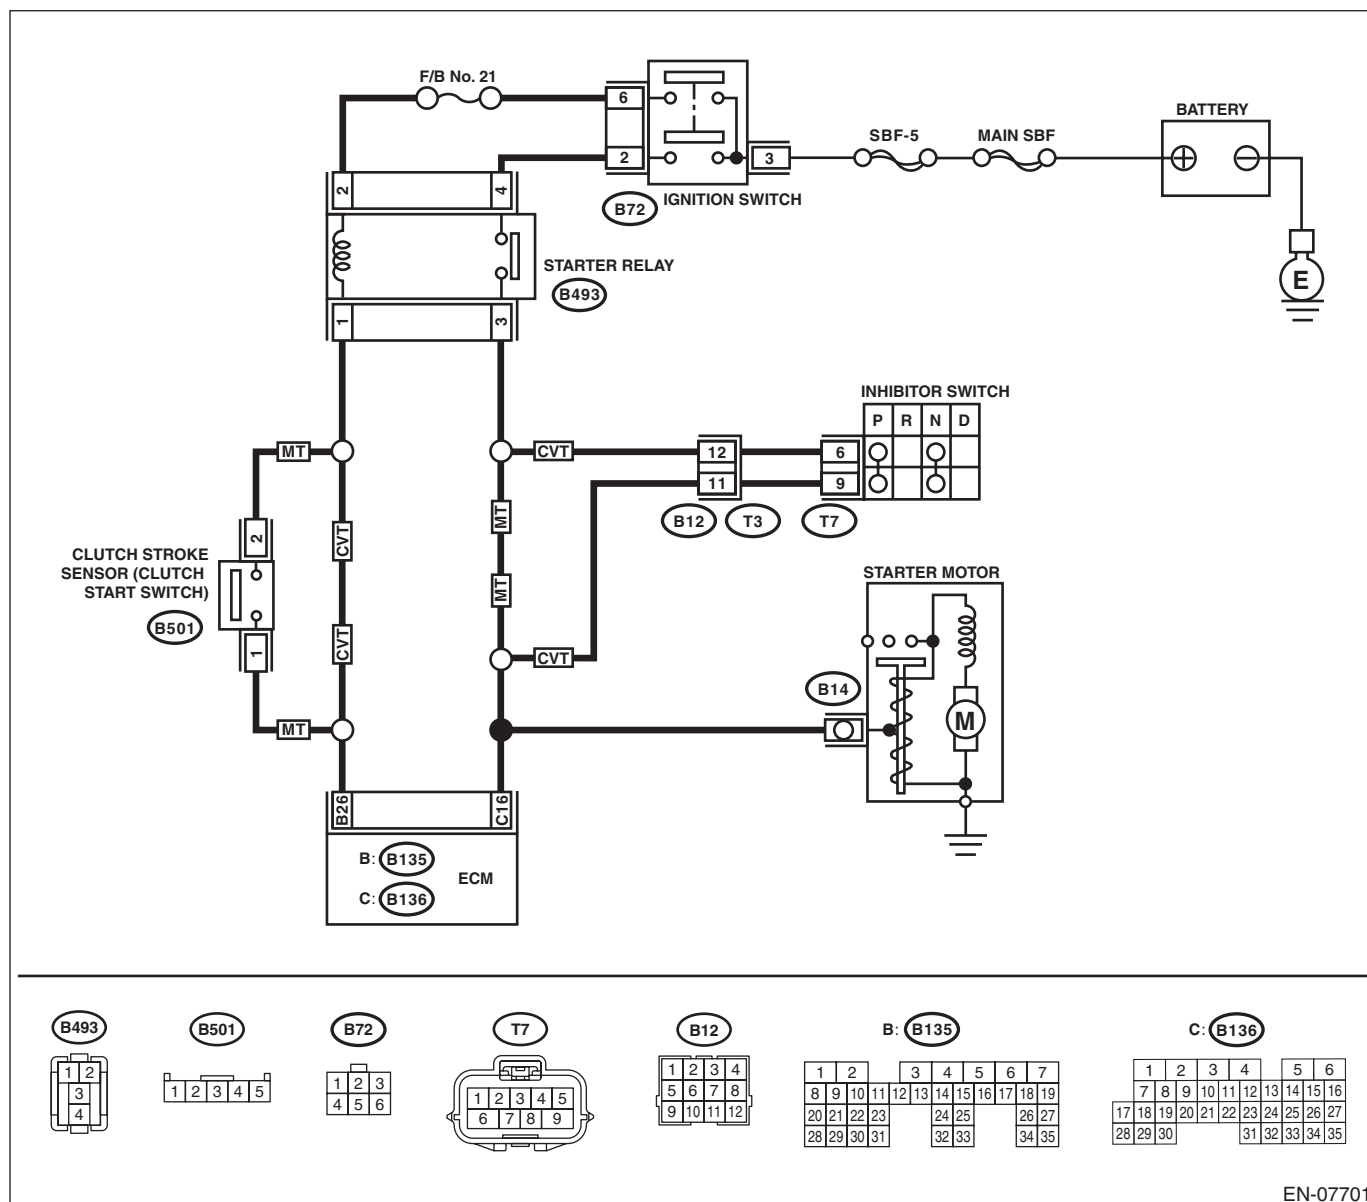 F/B No. 21
BATTERY
SBF-5
MAIN SBF
6
2
3
B72
IGNITION SWITCH
2
4
STARTER RELAY
B493
1
3
INHIBITOR SWITCH
P R N D
MT
CVT
12
6
11
9
B12
T3
T7
MT
CVT
2
CLUTCH STROKE
SENSOR (CLUTCH
START SWITCH)
B501
STARTER MOTOR
MT
CVT
1
CVT
B14
M
MT
E
B26
C16
B: B135
ECM
C: B136
B493
B501
B72
T7
B12
B: B135
C: B136
1 2
3
4
1 2 3 4 5
1 2 3
4 5 6
1 2 3 4 5
6 7 8 9
1 2 3 4
5 6 7 8
9 10 11 12
1 2 3 4 5 6 7
8 9 10 11 12 13 14 15 16 17 18 19
20 21 22 23 24 25 26 27
28 29 30 31 32 33 34 35
1 2 3 4 5 6
7 8 9 10 11 12 13 14 15 16
17 18 19 20 21 22 23 24 25 26 27
28 29 30 31 32 33 34 35
EN-07701